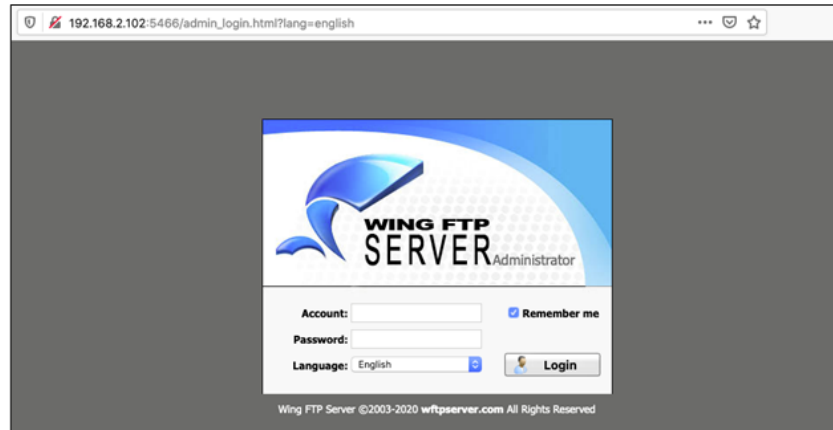 192.168.2.102:5466/admin_login.html?lang=english
WING FTP
SERVER Administrator
Account:
Remember me
Password:
Language: English
Login
Wing FTP Server ©2003-2020 wftpserver.com All Rights Reserved